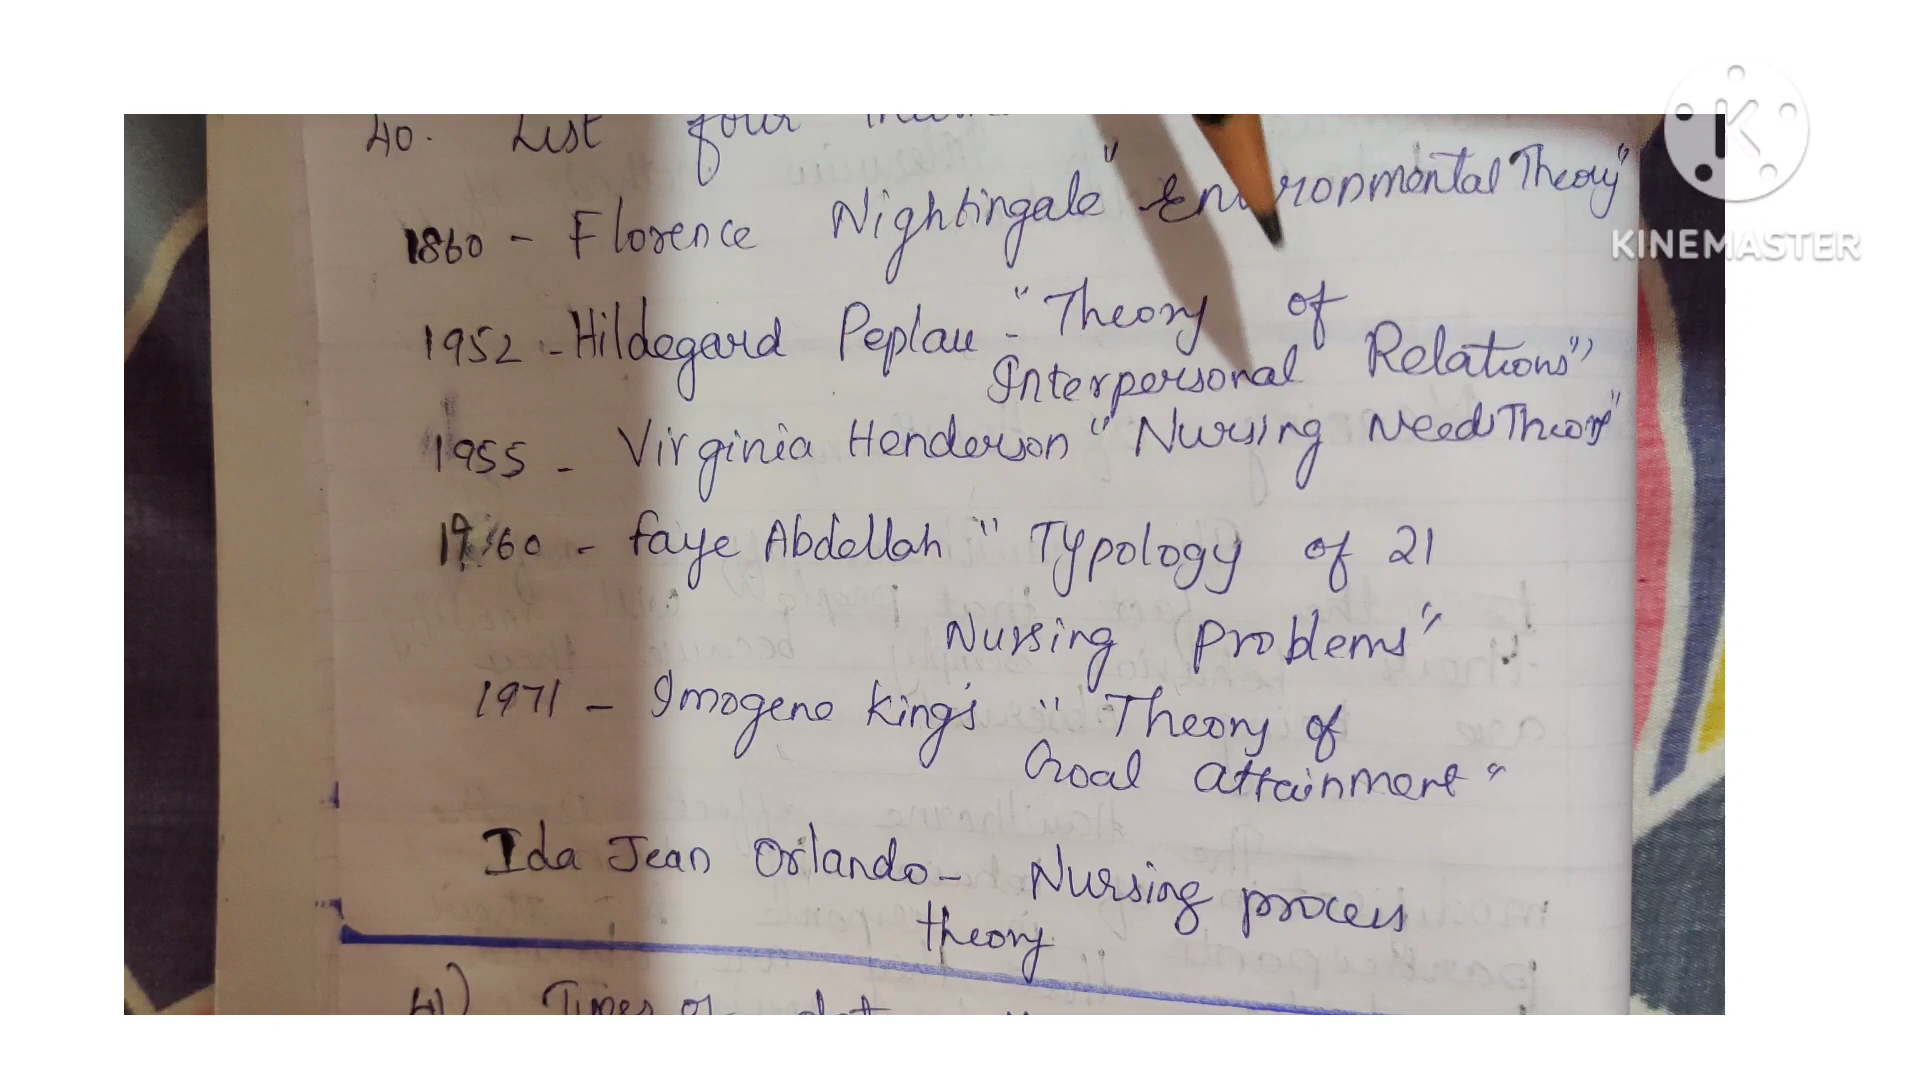 40. List four
1860 - Florence Nightingale "Environmental Theory"
1952 - Hildegard Peplau - "Theory of
Interpersonal Relations"
1955 - Virginia Henderson "Nursing Need Theory"
1960 - Faye Abdellah " Typology of 21
Nursing Problems"
1971 - Imogene King's " Theory of
Goal attainment "
Ida Jean Orlando - Nursing process
theory.
41) Types of
K
KINEMASTER